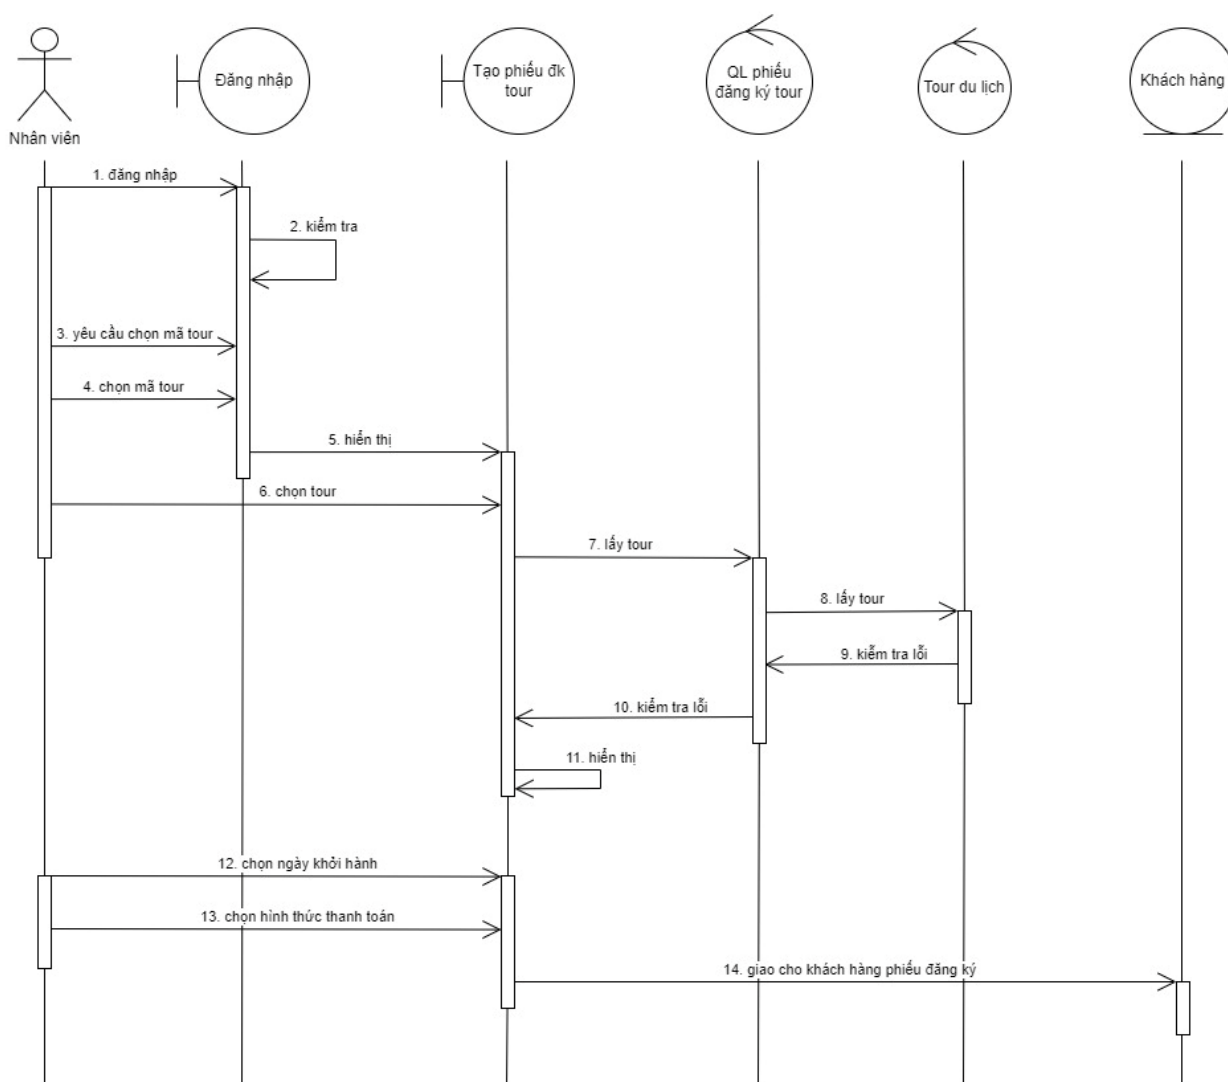 Nhân viên
Đăng nhập
Tạo phiếu đk
tour
QL phiếu
đăng ký tour
Tour du lịch
Khách hàng
1. đăng nhập
2. kiểm tra
3. yêu cầu chọn mã tour
4. chọn mã tour
5. hiển thị
6. chọn tour
7. lấy tour
8. lấy tour
9. kiễm tra lỗi
10. kiểm tra lỗi
11. hiển thị
12. chọn ngày khởi hành
13. chọn hình thức thanh toán
14. giao cho khách hàng phiếu đăng ký